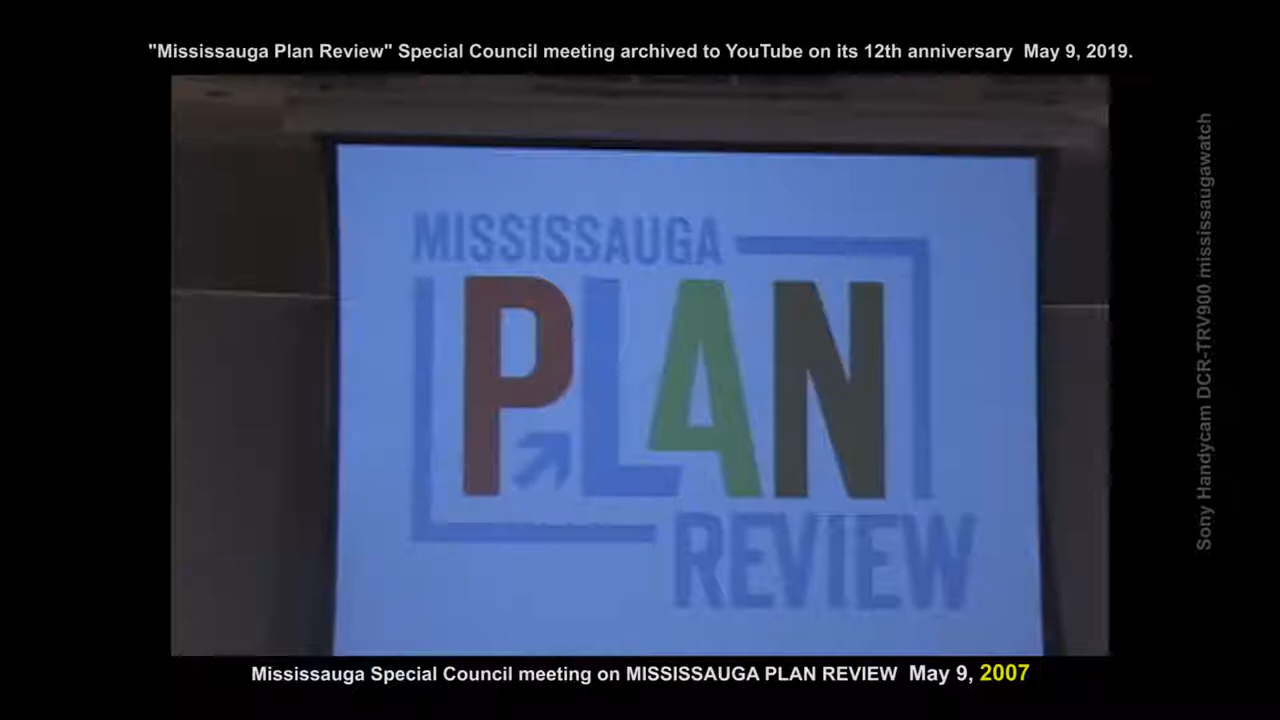 "Mississauga Plan Review" Special Council meeting archived to YouTube on its 12th anniversary  May 9, 2019.
MISSISSAUGA
PLAN
REVIEW
Sony Handycam DCR-TRV900 mississaugawatch
Mississauga Special Council meeting on MISSISSAUGA PLAN REVIEW  May 9, 2007